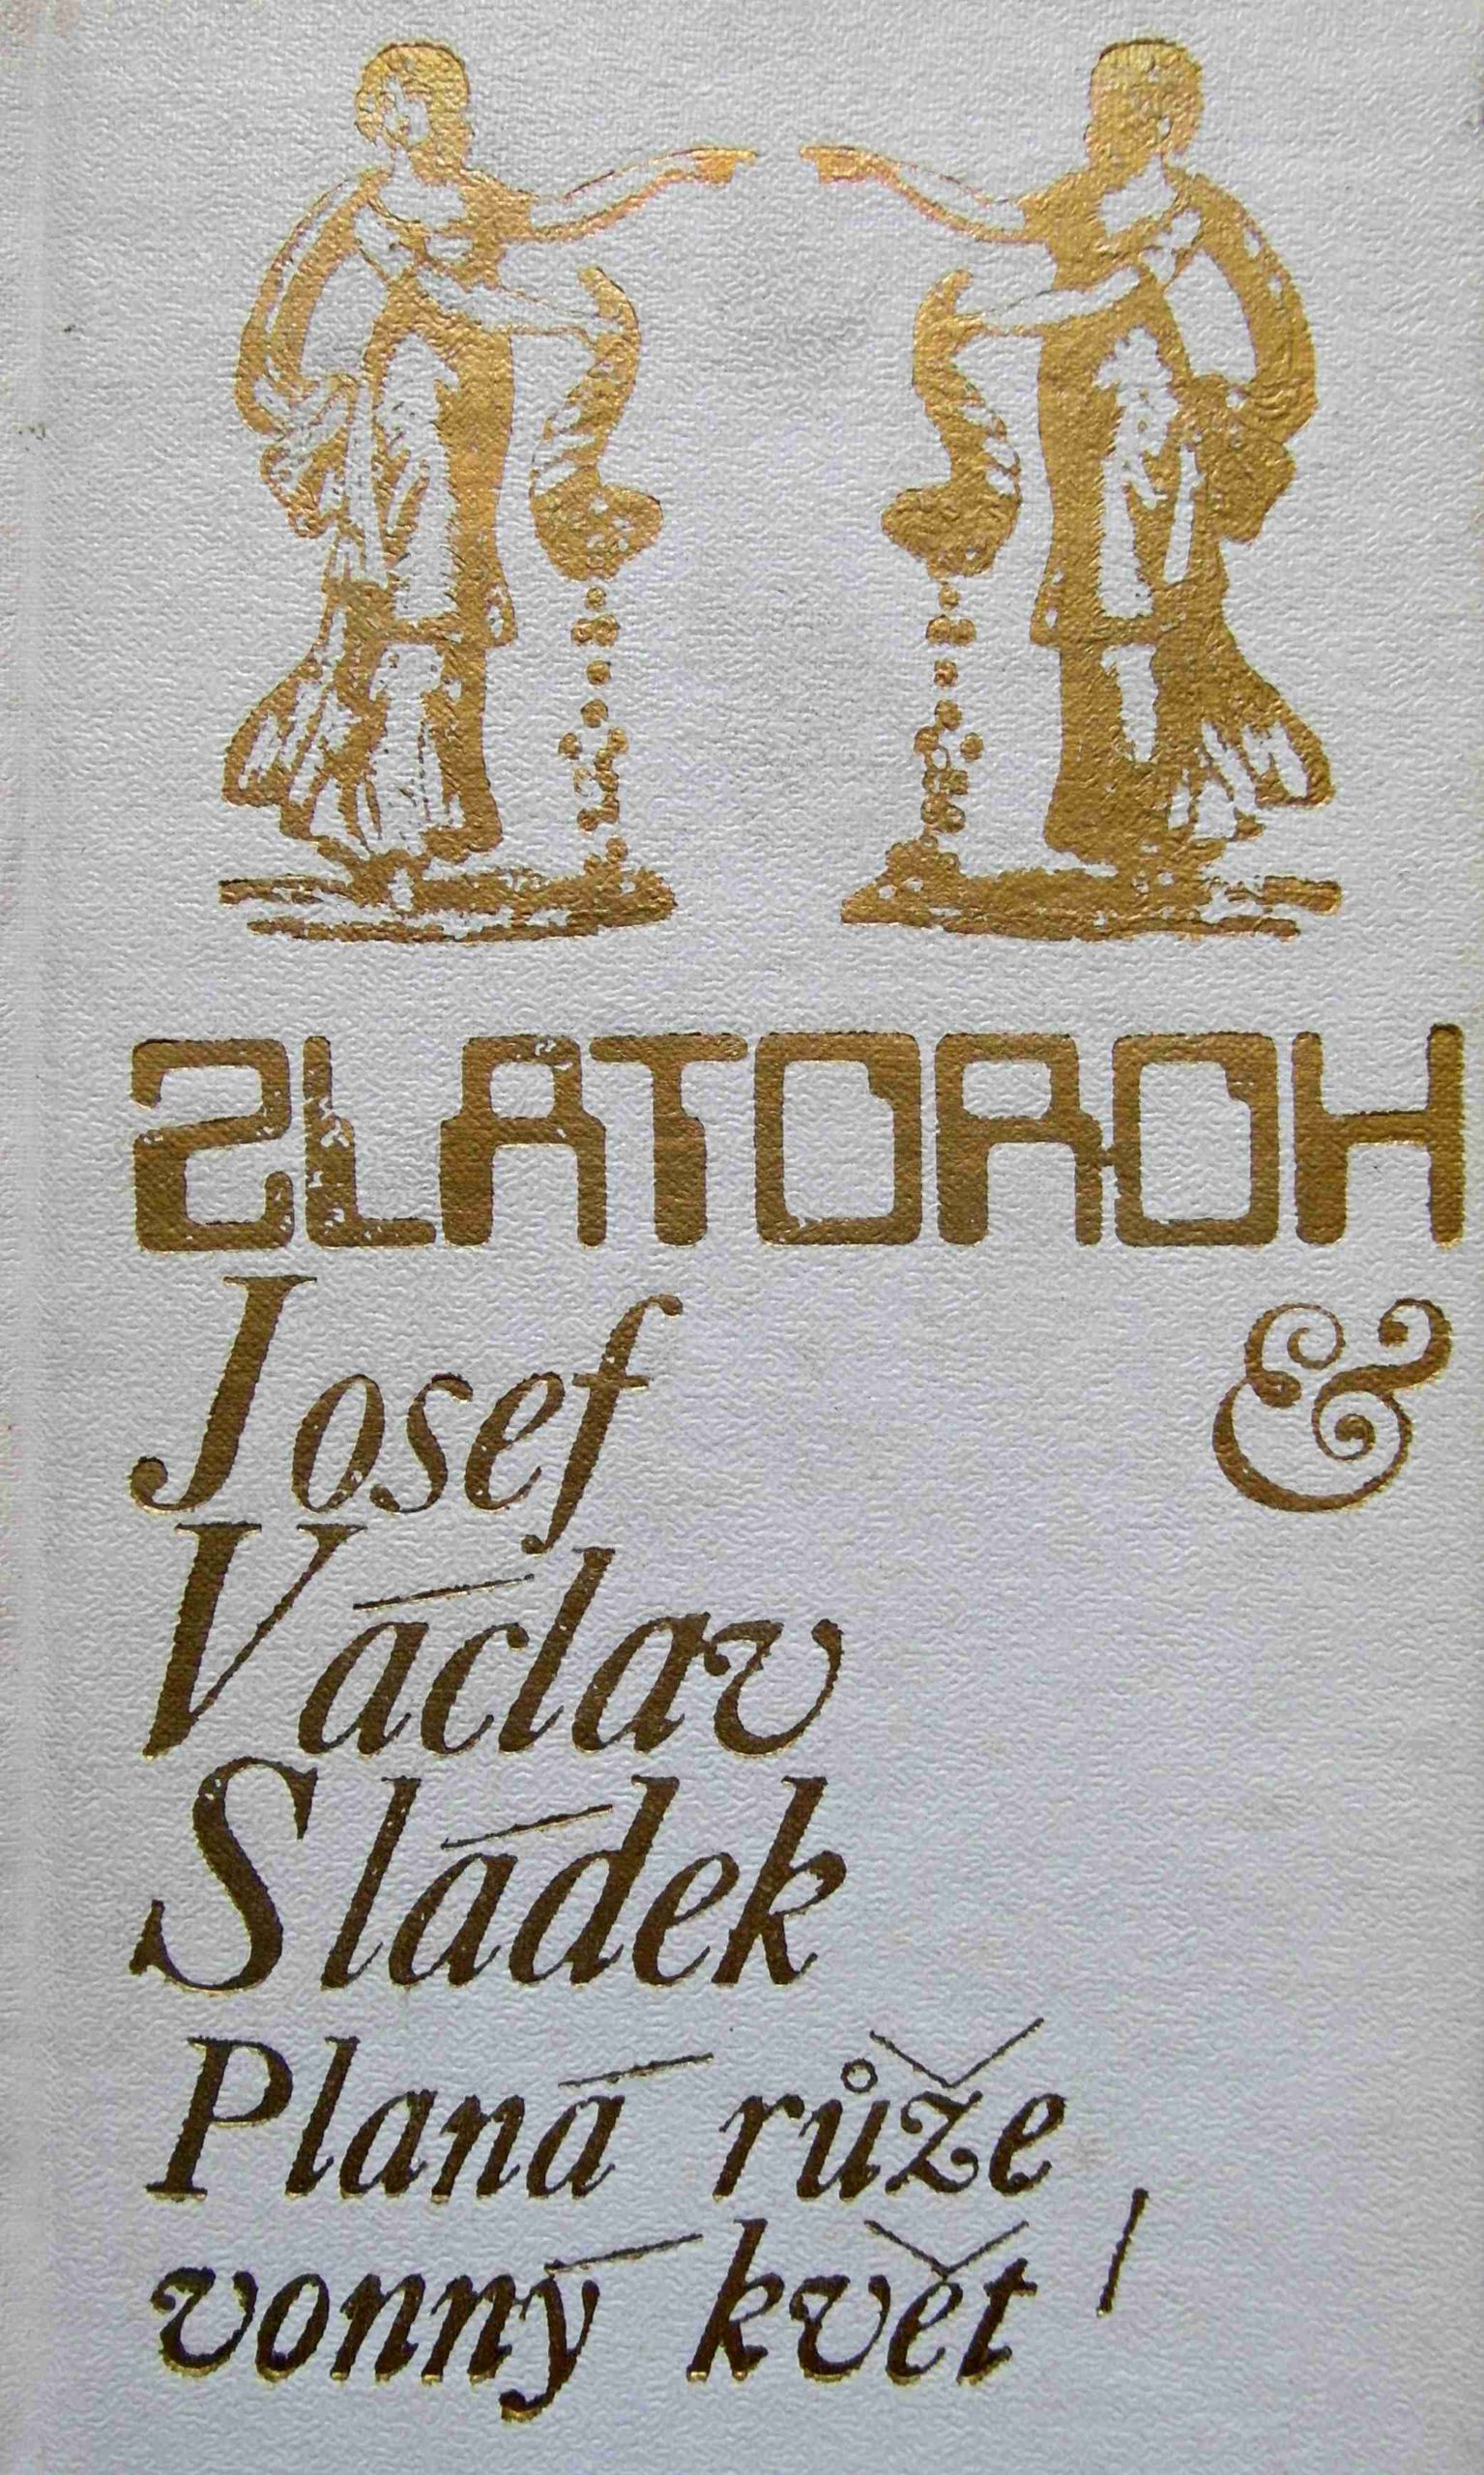 ZLATOROH
Josef &
Václav
Sládek
Planá růže
vonný květ /